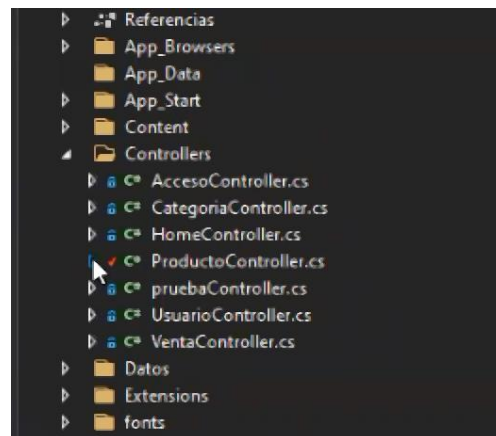 Referencias
App_Browsers
App_Data
App_Start
Content
Controllers
C# AccesoController.cs
C# CategoriaController.cs
C# HomeController.cs
C# ProductoController.cs
C# pruebaController.cs
C# UsuarioController.cs
C# VentaController.cs
Datos
Extensions
fonts